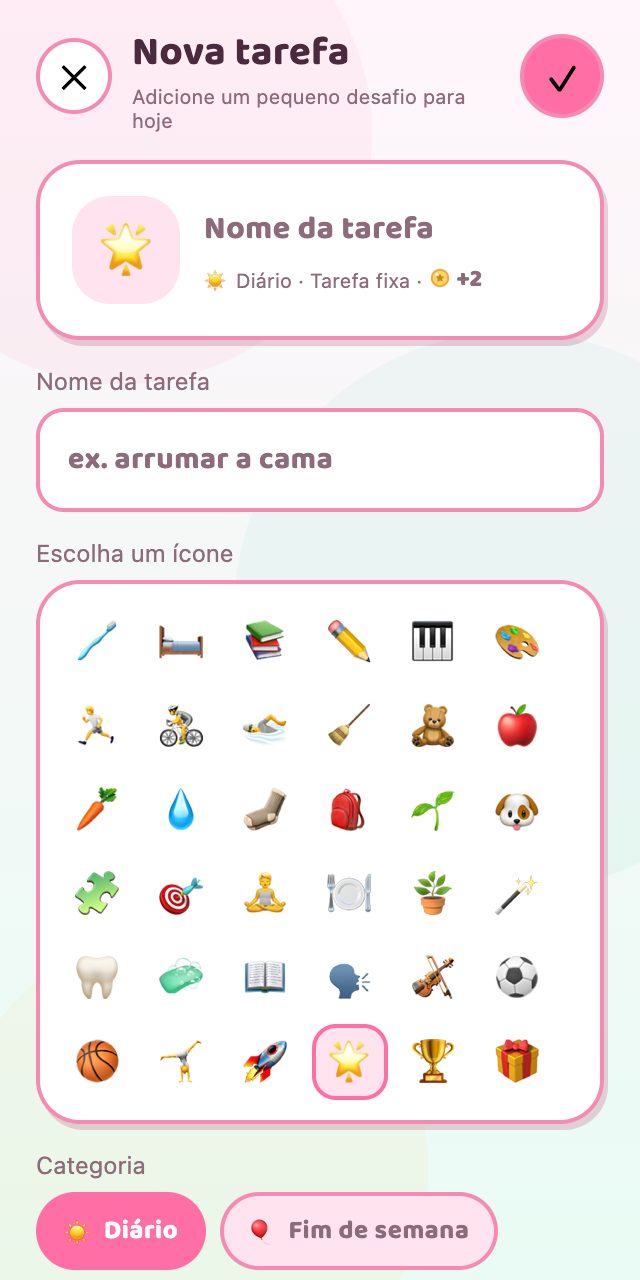 Nova tarefa
Adicione um pequeno desafio para
hoje
Nome da tarefa
Diário · Tarefa fixa · +2
Nome da tarefa
ex. arrumar a cama
Escolha um ícone
Categoria
Diário
Fim de semana